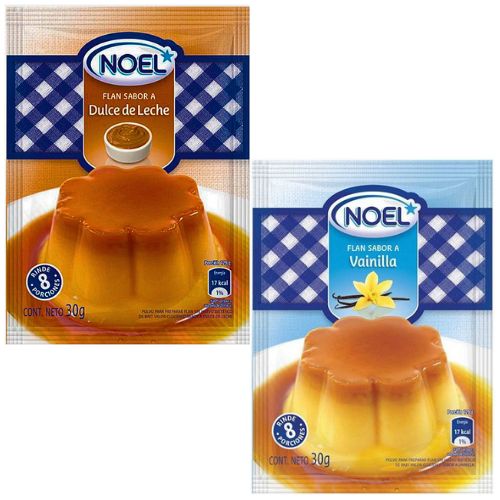 NOEL
FLAN SABOR A
Dulce de Leche
RINDE
8
PORCIONES
CONT. NETO 30g
Energía
17 kcal
1%
NOEL
FLAN SABOR A
Vainilla
RINDE
8
PORCIONES
CONT. NETO 30g
Energía
17 kcal
1%